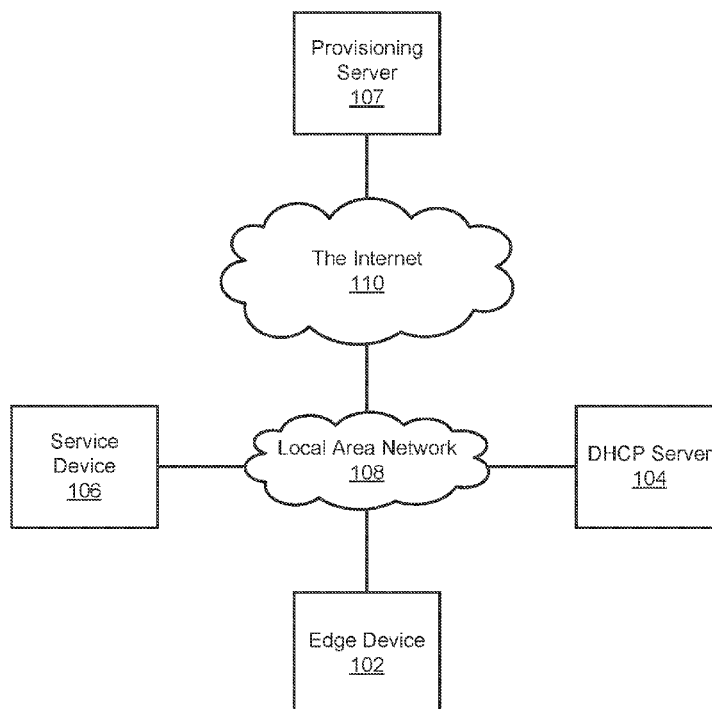 Provisioning
Server
107
The Internet
110
Service
Device
106
Local Area Network
108
DHCP Server
104
Edge Device
102